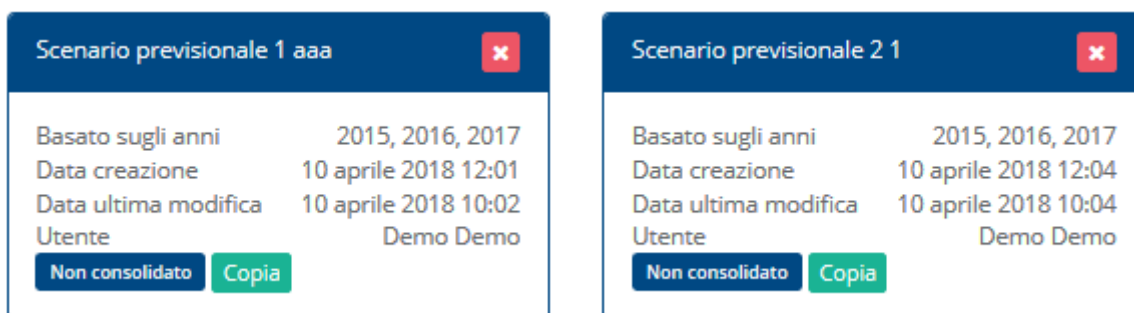 Scenario previsionale 1 aaa
Basato sugli anni 2015, 2016, 2017
Data creazione 10 aprile 2018 12:01
Data ultima modifica 10 aprile 2018 10:02
Utente Demo Demo
Non consolidato Copia
Scenario previsionale 2 1
Basato sugli anni 2015, 2016, 2017
Data creazione 10 aprile 2018 12:04
Data ultima modifica 10 aprile 2018 10:04
Utente Demo Demo
Non consolidato Copia